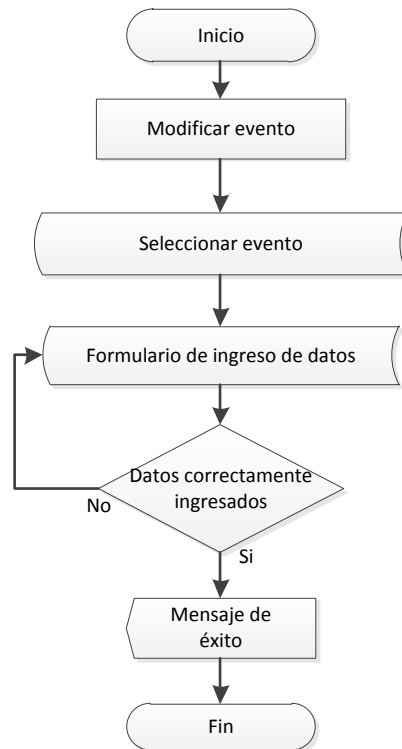 Inicio
Modificar evento
Seleccionar evento
Formulario de ingreso de datos
Datos correctamente
ingresados
No
Si
Mensaje de
éxito
Fin